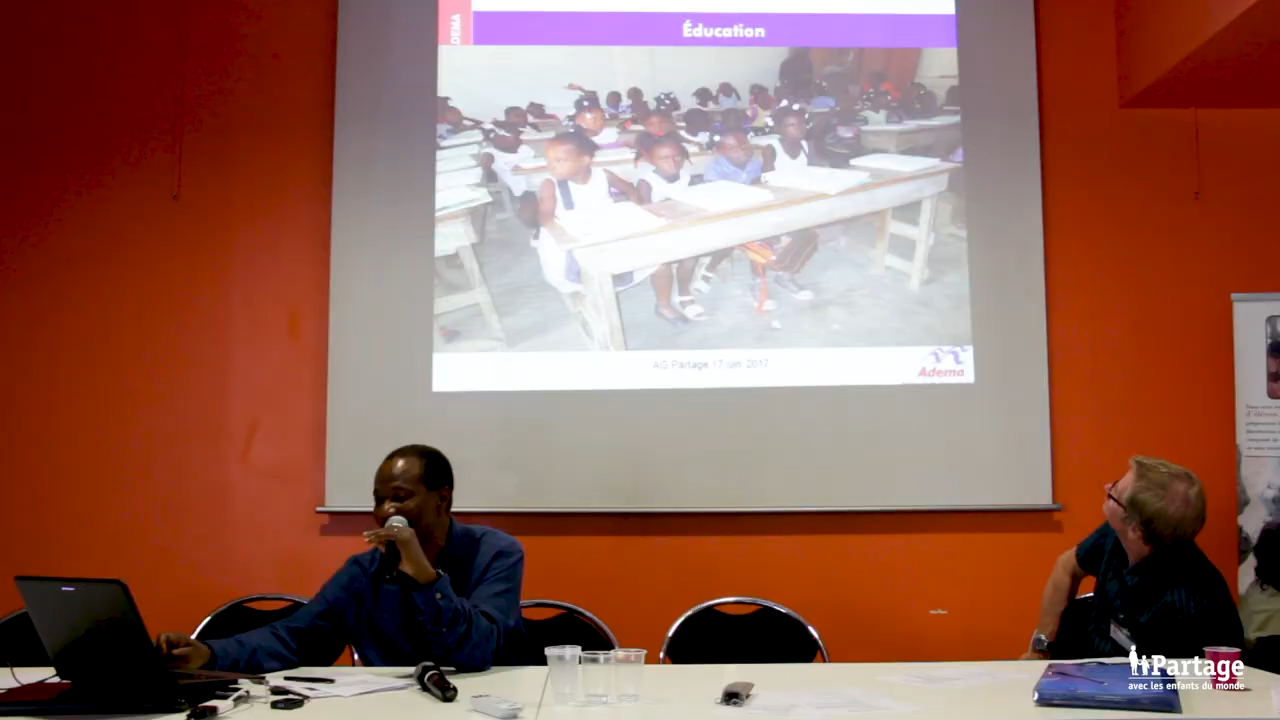 ADEMA
Éducation
AG Partage 17 juin 2017
Adema
Partage
avec les enfants du monde